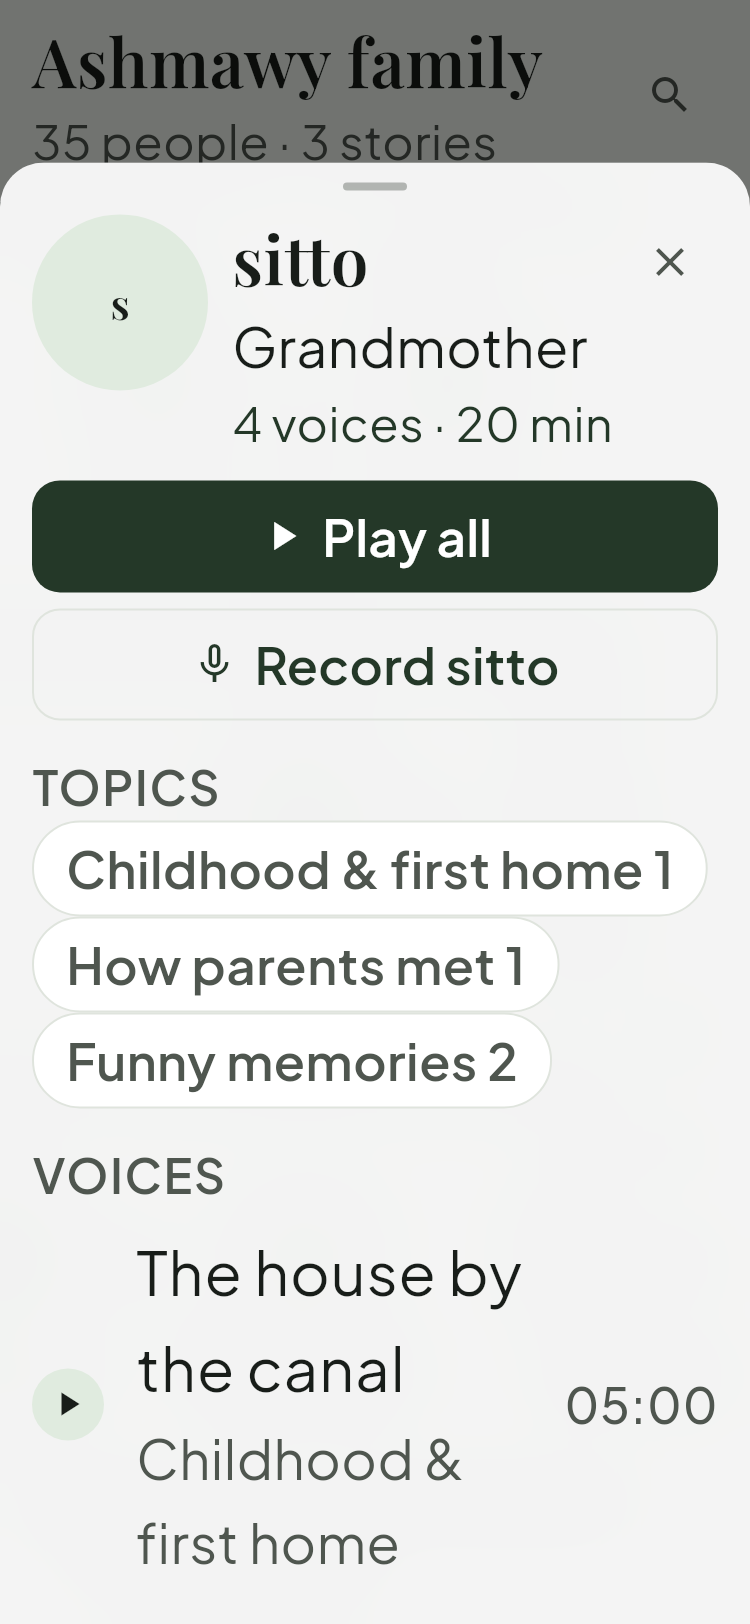 Ashmawy family
35 people · 3 stories
s
sitto
Grandmother
4 voices · 20 min
Play all
Record sitto
TOPICS
Childhood & first home 1
How parents met 1
Funny memories 2
VOICES
The house by
the canal
05:00
Childhood &
first home